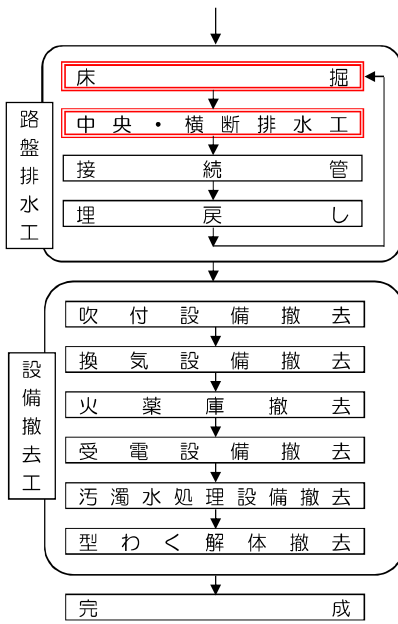 路盤排水工
床掘
中央・横断排水工
接続管
埋戻し
設備撤去工
吹付設備撤去
換気設備撤去
火薬庫撤去
受電設備撤去
汚濁水処理設備撤去
型わく解体撤去
完成